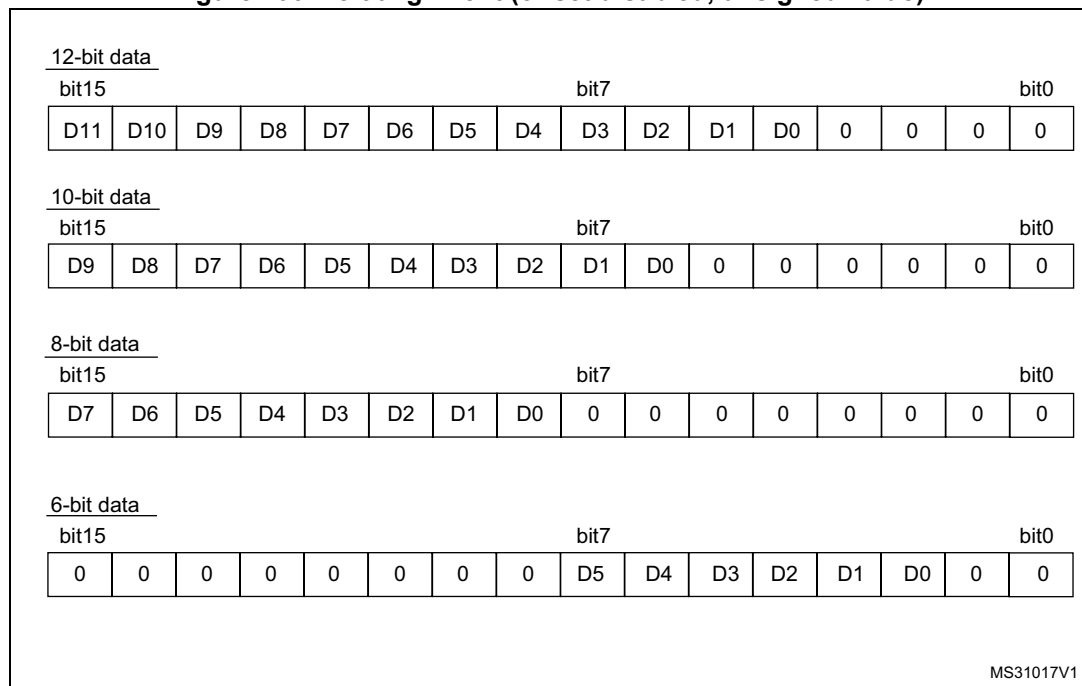 12-bit data
bit15 bit7 bit0
D11 D10 D9 D8 D7 D6 D5 D4 D3 D2 D1 D0 0 0 0 0
10-bit data
bit15 bit7 bit0
D9 D8 D7 D6 D5 D4 D3 D2 D1 D0 0 0 0 0 0 0
8-bit data
bit15 bit7 bit0
D7 D6 D5 D4 D3 D2 D1 D0 0 0 0 0 0 0 0 0
6-bit data
bit15 bit7 bit0
0 0 0 0 0 0 0 0 D5 D4 D3 D2 D1 D0 0 0
MS31017V1